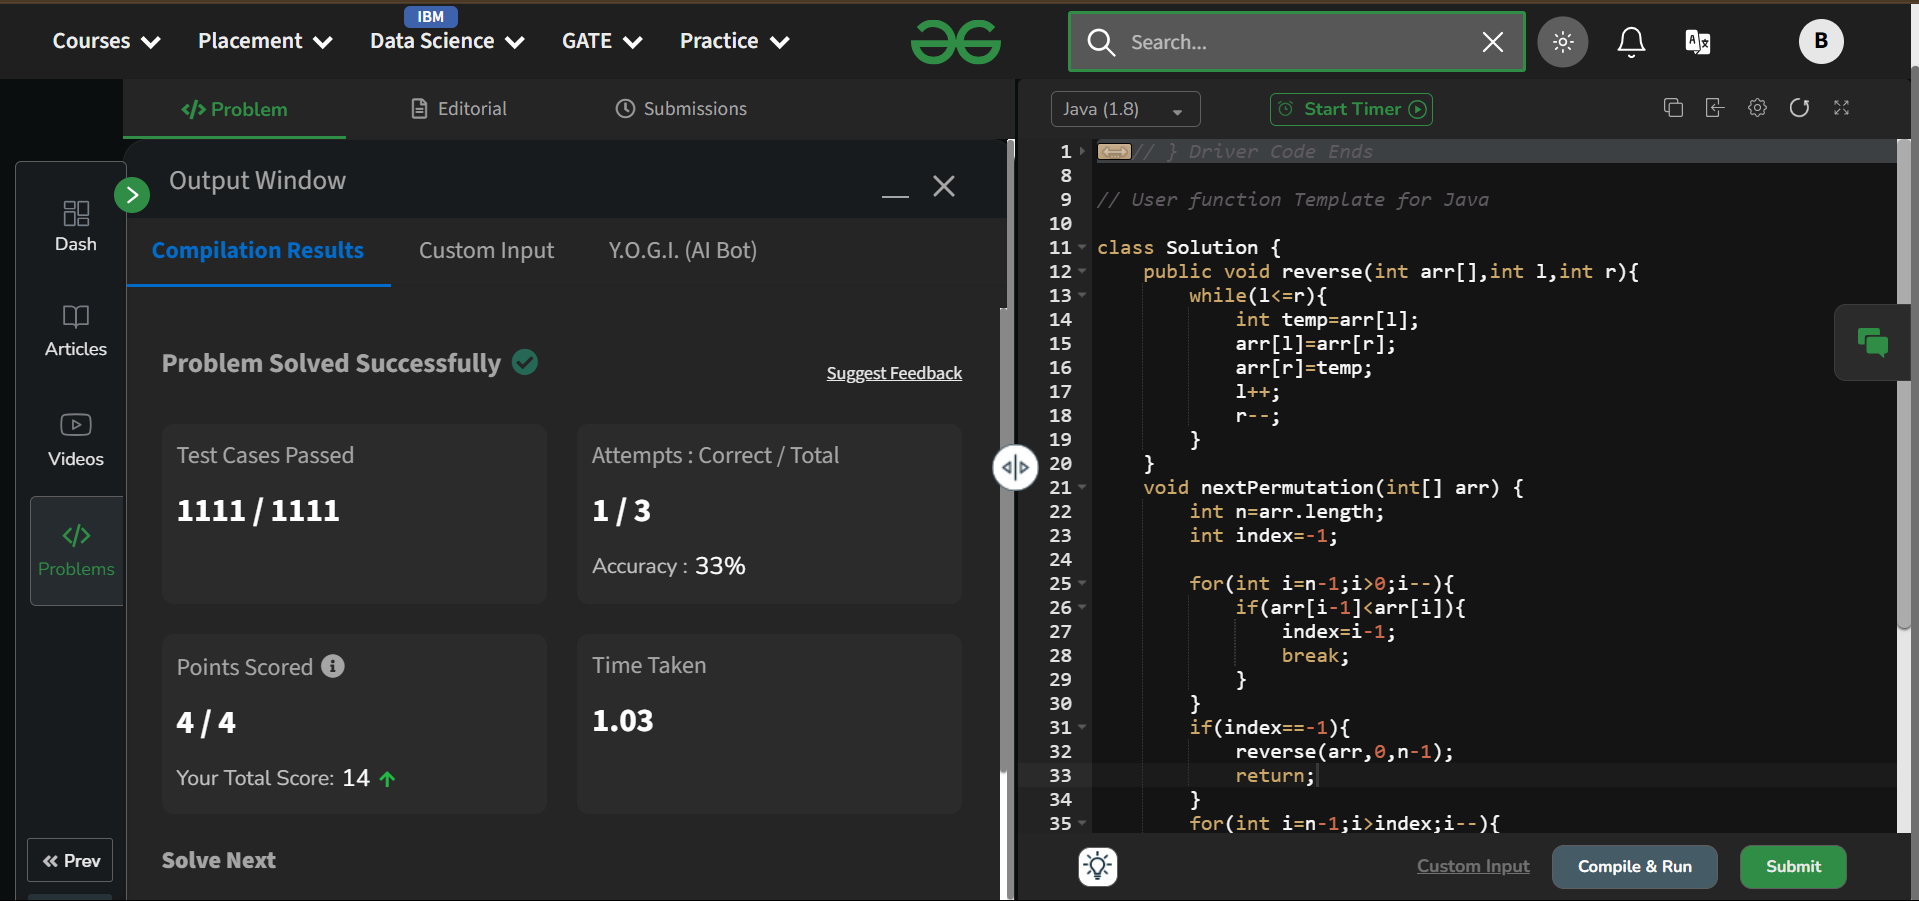 IBM
Courses Placement Data Science GATE Practice Search... B
Problem Editorial Submissions
Java (1.8) Start Timer
Output Window
Dash
Articles
Videos
Problems
Prev
Compilation Results Custom Input Y.O.G.I. (AI Bot)
Problem Solved Successfully
Suggest Feedback
Test Cases Passed
1111 / 1111
Attempts : Correct / Total
1 / 3
Accuracy : 33%
Points Scored
4 / 4
Your Total Score: 14
Time Taken
1.03
Solve Next
1 // } Driver Code Ends
8
9 // User function Template for Java
10
11 class Solution {
12 public void reverse(int arr[],int l,int r){
13 while(l<=r){
14 int temp=arr[l];
15 arr[l]=arr[r];
16 arr[r]=temp;
17 l++;
18 r--;
19 }
20 }
21 void nextPermutation(int[] arr) {
22 int n=arr.length;
23 int index=-1;
24
25 for(int i=n-1;i>0;i--){
26 if(arr[i-1]<arr[i]){
27 index=i-1;
28 break;
29 }
30 }
31 if(index==-1){
32 reverse(arr,0,n-1);
33 return;
34 }
35 for(int i=n-1;i>index;i--){
Custom Input Compile & Run Submit